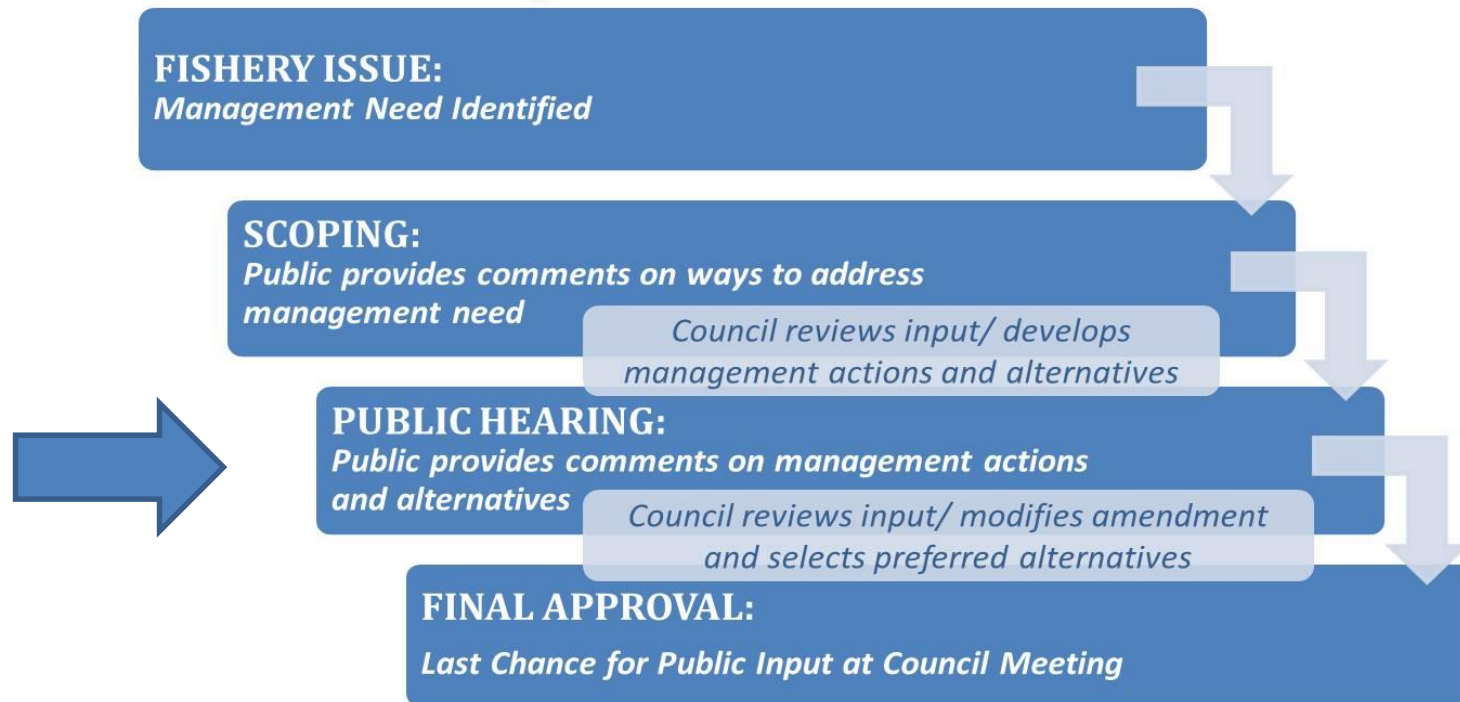 FISHERY ISSUE:
Management Need Identified
SCOPING:
Public provides comments on ways to address
management need
Council reviews input/ develops
management actions and alternatives
PUBLIC HEARING:
Public provides comments on management actions
and alternatives
Council reviews input/ modifies amendment
and selects preferred alternatives
FINAL APPROVAL:
Last Chance for Public Input at Council Meeting